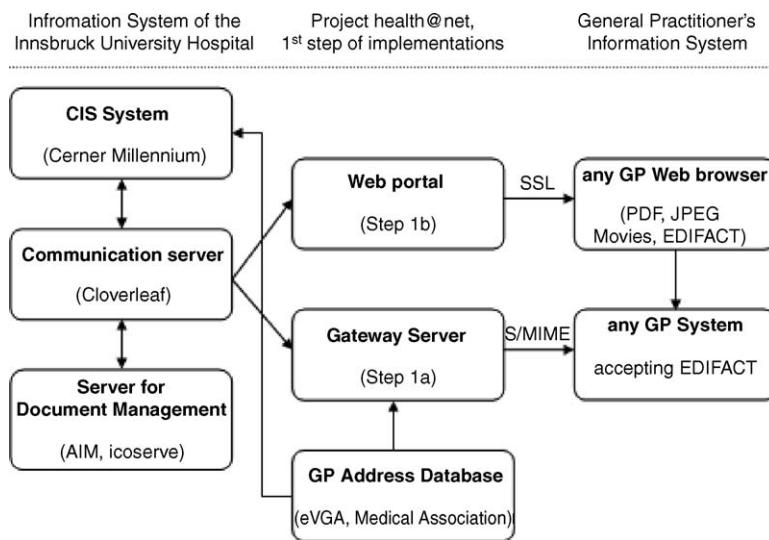 Infromation System of the
Innsbruck University Hospital
Project health@net,
1st step of implementations
General Practitioner's
Information System
CIS System
(Cerner Millennium)
Communication server
(Cloverleaf)
Server for
Document Management
(AIM, icoserve)
Web portal
(Step 1b)
SSL
any GP Web browser
(PDF, JPEG
Movies, EDIFACT)
Gateway Server
(Step 1a)
S/MIME
any GP System
accepting EDIFACT
GP Address Database
(eVGA, Medical Association)